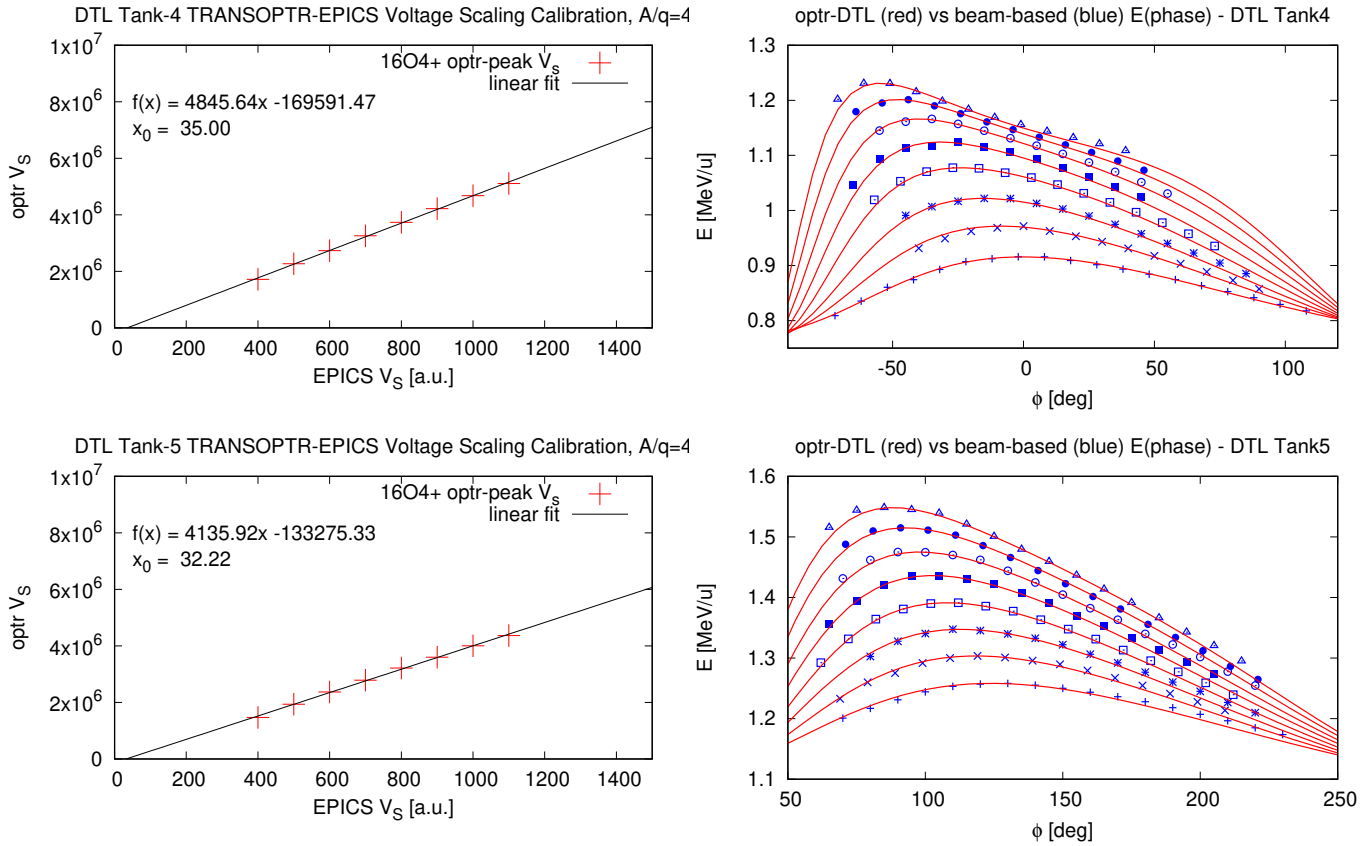 DTL Tank-4 TRANSOPTR-EPICS Voltage Scaling Calibration, A/q=4
16O4+ optr-peak V_s
linear fit
f(x) = 4845.64x -169591.47
x_0 = 35.00
optr V_S
1x10^7
8x10^6
6x10^6
4x10^6
2x10^6
0
0 200 400 600 800 1000 1200 1400
EPICS V_S [a.u.]
optr-DTL (red) vs beam-based (blue) E(phase) - DTL Tank4
E [MeV/u]
1.3
1.2
1.1
1
0.9
0.8
-50 0 50 100
ϕ [deg]
DTL Tank-5 TRANSOPTR-EPICS Voltage Scaling Calibration, A/q=4
16O4+ optr-peak V_s
linear fit
f(x) = 4135.92x -133275.33
x_0 = 32.22
optr V_S
1x10^7
8x10^6
6x10^6
4x10^6
2x10^6
0
0 200 400 600 800 1000 1200 1400
EPICS V_S [a.u.]
optr-DTL (red) vs beam-based (blue) E(phase) - DTL Tank5
E [MeV/u]
1.6
1.5
1.4
1.3
1.2
1.1
50 100 150 200 250
ϕ [deg]